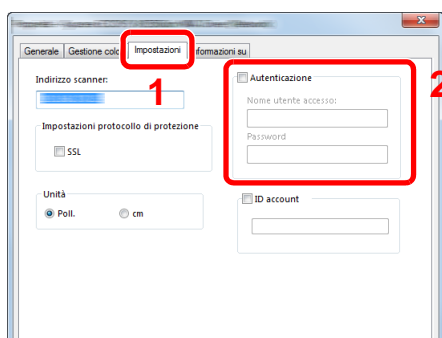 Generale Gestione colo Impostazioni nformazioni su
1
2
Indirizzo scanner:
Impostazioni protocollo di protezione
SSL
Unità
Poll. cm
Autenticazione
Nome utente accesso:
Password
ID account